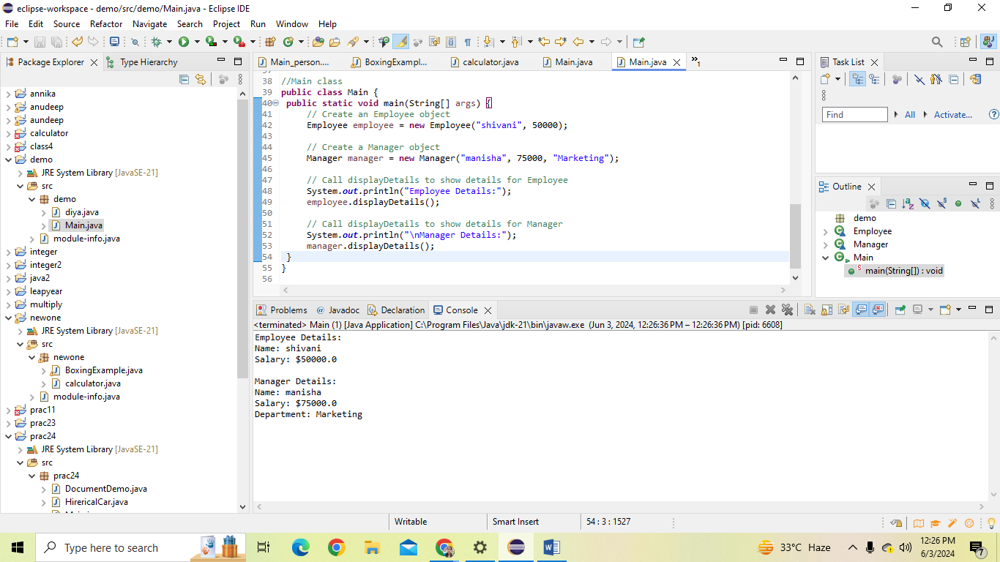 eclipse-workspace - demo/src/demo/Main.java - Eclipse IDE
File Edit Source Refactor Navigate Search Project Run Window Help
Package Explorer Type Hierarchy
annika
anudeep
aundeep
calculator
class4
demo
JRE System Library [JavaSE-21]
src
demo
diya.java
Main.java
module-info.java
integer
integer2
java2
leapyear
multiply
newone
JRE System Library [JavaSE-21]
src
newone
BoxingExample.java
calculator.java
module-info.java
prac11
prac23
prac24
JRE System Library [JavaSE-21]
src
prac24
DocumentDemo.java
HirericalCar.java
Main_person.... BoxingExampl... calculator.java Main.java Main.java »1
38 //Main class
39 public class Main {
40 public static void main(String[] args) {
41 // Create an Employee object
42 Employee employee = new Employee("shivani", 50000);
43
44 // Create a Manager object
45 Manager manager = new Manager("manisha", 75000, "Marketing");
46
47 // Call displayDetails to show details for Employee
48 System.out.println("Employee Details:");
49 employee.displayDetails();
50
51 // Call displayDetails to show details for Manager
52 System.out.println("\nManager Details:");
53 manager.displayDetails();
54 }
55 }
56
Task List
Find All Activate...
Outline
demo
Employee
Manager
Main
main(String[]) : void
Problems Javadoc Declaration Console
<terminated> Main (1) [Java Application] C:\Program Files\Java\jdk-21\bin\javaw.exe (Jun 3, 2024, 12:26:36 PM – 12:26:36 PM) [pid: 6608]
Employee Details:
Name: shivani
Salary: $50000.0
Manager Details:
Name: manisha
Salary: $75000.0
Department: Marketing
Writable Smart Insert 54 : 3 : 1527
Type here to search
33°C Haze
12:26 PM
6/3/2024
7